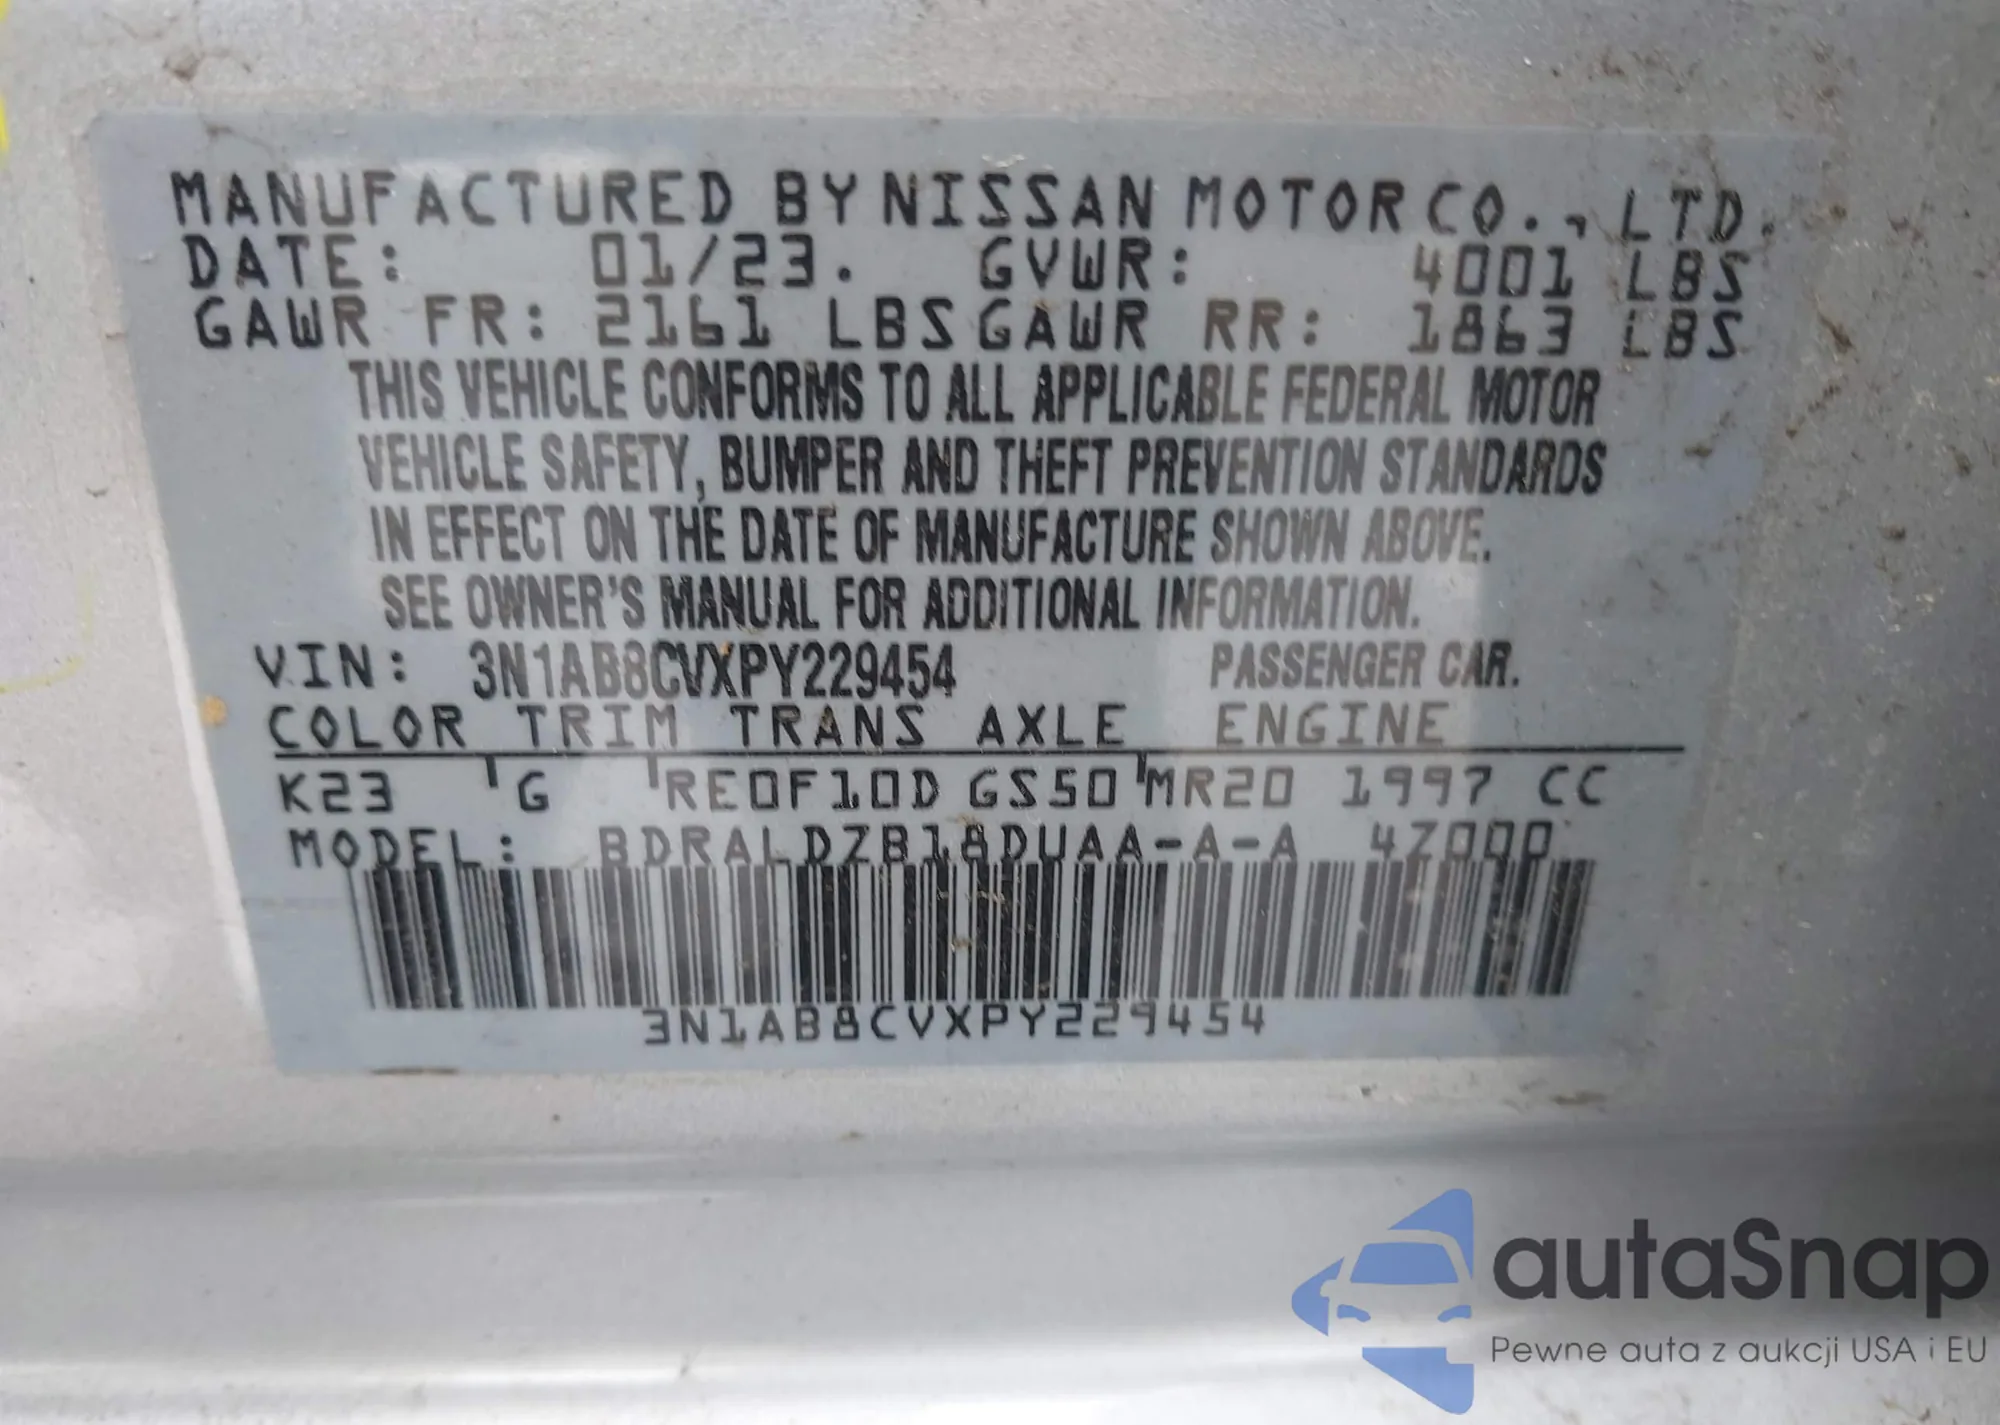 MANUFACTURED BY NISSAN MOTOR CO., LTD.
DATE: 01/23. GVWR: 4001 LBS
GAWR FR: 2161 LBS GAWR RR: 1863 LBS
THIS VEHICLE CONFORMS TO ALL APPLICABLE FEDERAL MOTOR
VEHICLE SAFETY, BUMPER AND THEFT PREVENTION STANDARDS
IN EFFECT ON THE DATE OF MANUFACTURE SHOWN ABOVE.
SEE OWNER'S MANUAL FOR ADDITIONAL INFORMATION.
VIN: 3N1AB8CVXPY229454 PASSENGER CAR.
COLOR TRIM TRANS AXLE ENGINE
K23 G RE0F10D GS50 MR20 1997 CC
MODEL: BDRALDZB18DUAA-A-A 4Z000
3N1AB8CVXPY229454
autaSnap
Pewne auta z aukcji USA i EU